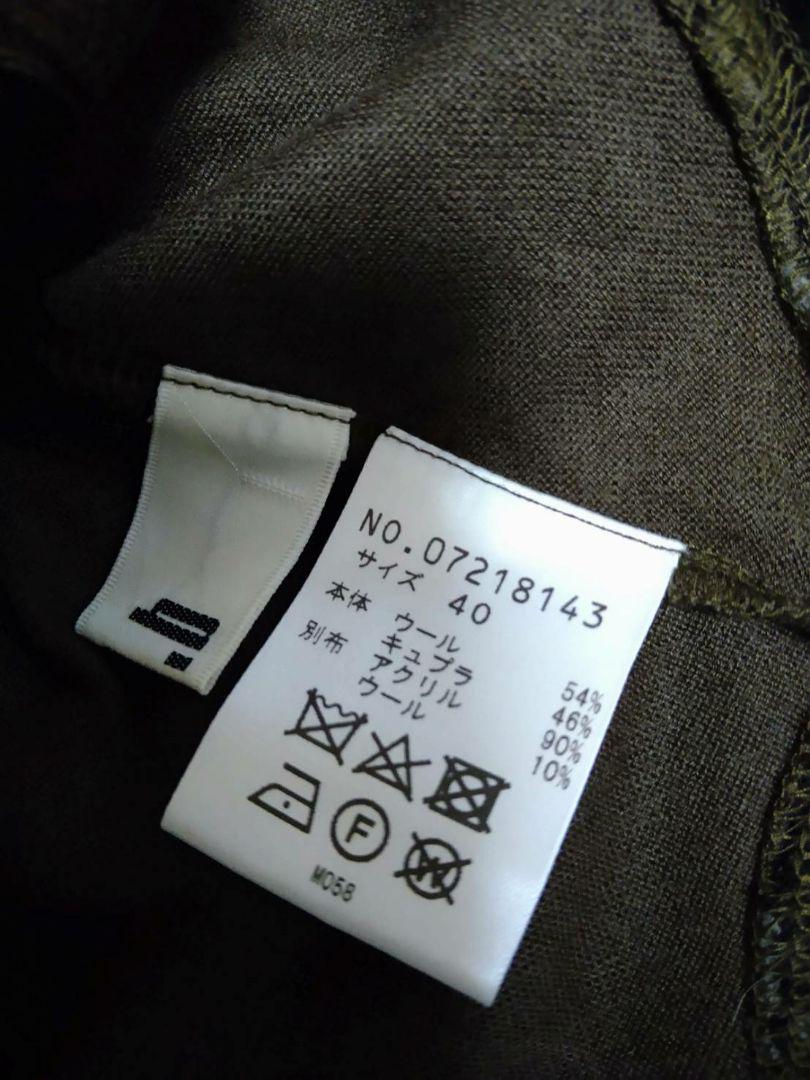 NO.07218143
サイズ 40
本体 ウール 54%
キュプラ 46%
別布 アクリル 90%
ウール 10%
F
W
M058